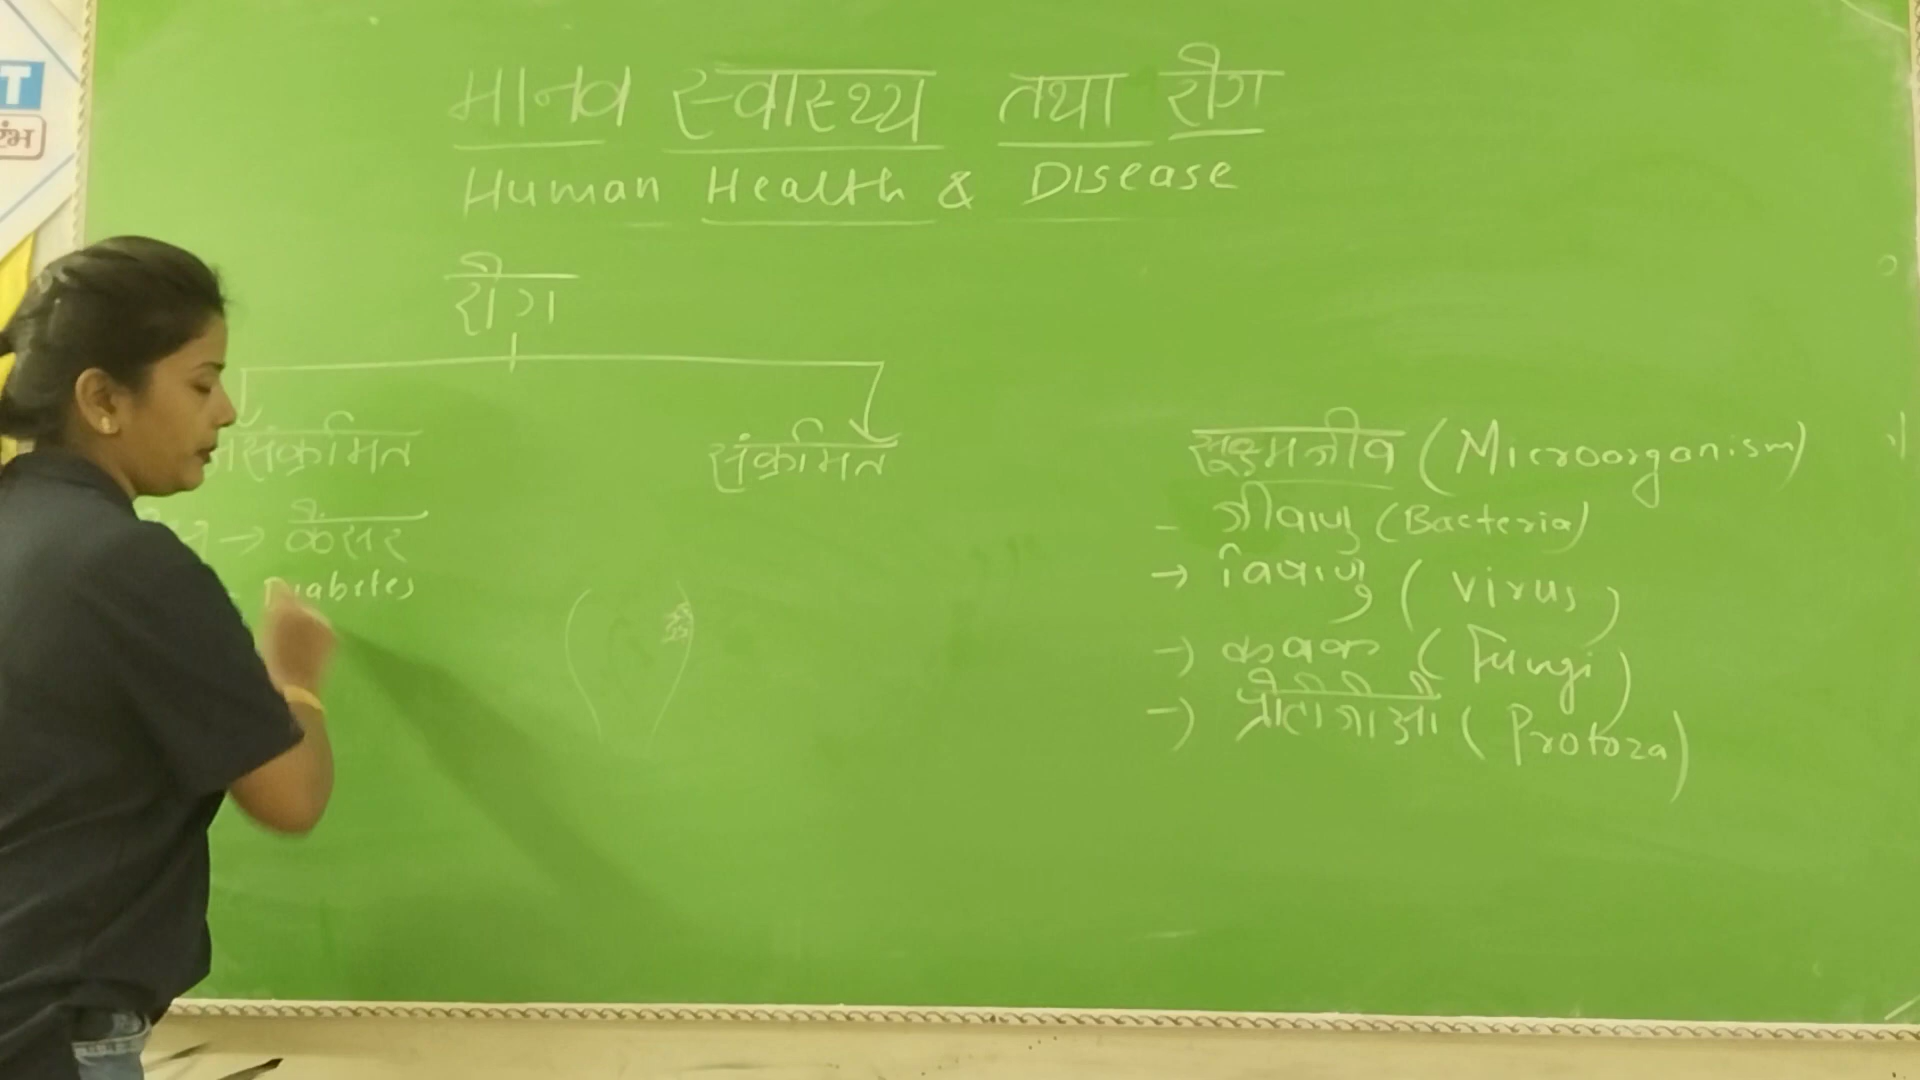 T
रंभ
मानव स्वास्थ्य तथा रोग
Human Health & Disease
रोग
असंक्रमित
संक्रमित
→ कैंसर
Diabetes
सूक्ष्मजीव (Microorganism)
- जीवाणु (Bacteria)
→ विषाणु (Virus)
→ कवक (Fungi)
→ प्रोटोजोआ (Protoza)